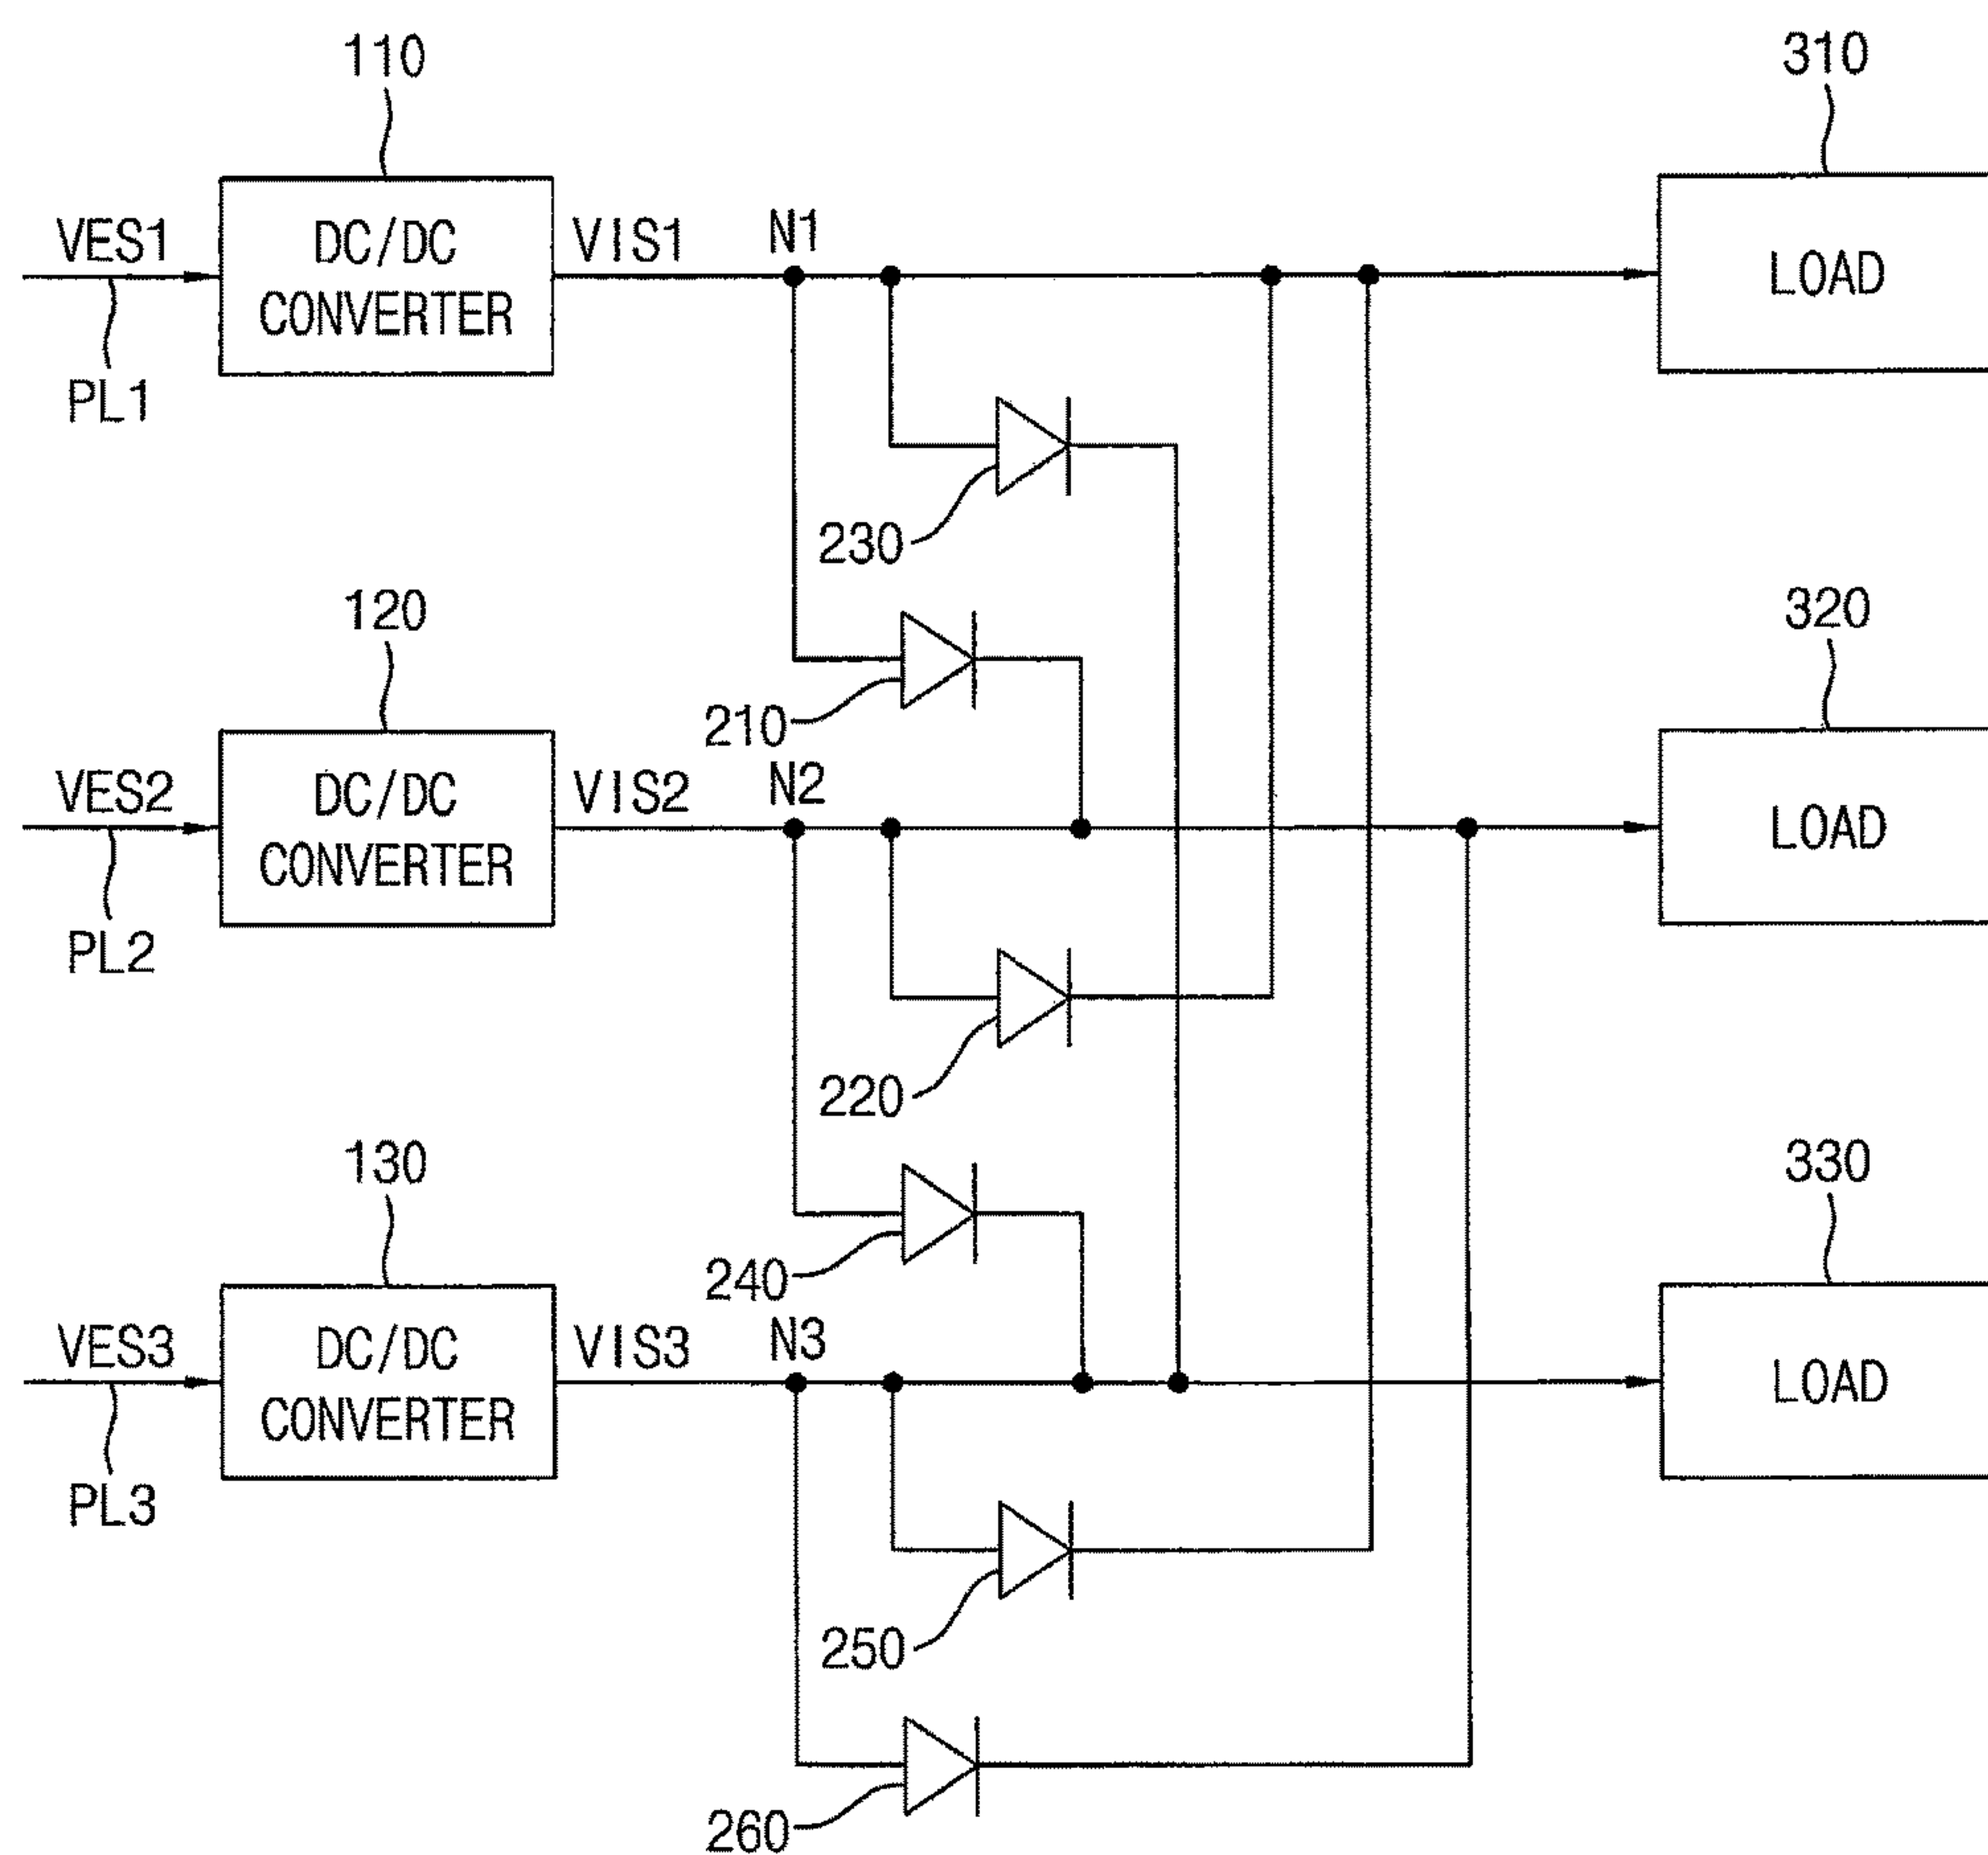 110
310
VES1
DC/DC
CONVERTER
VIS1
N1
LOAD
PL1
230
120
320
210
VES2
DC/DC
CONVERTER
VIS2
N2
LOAD
PL2
220
130
330
240
VES3
DC/DC
CONVERTER
VIS3
N3
LOAD
PL3
250
260